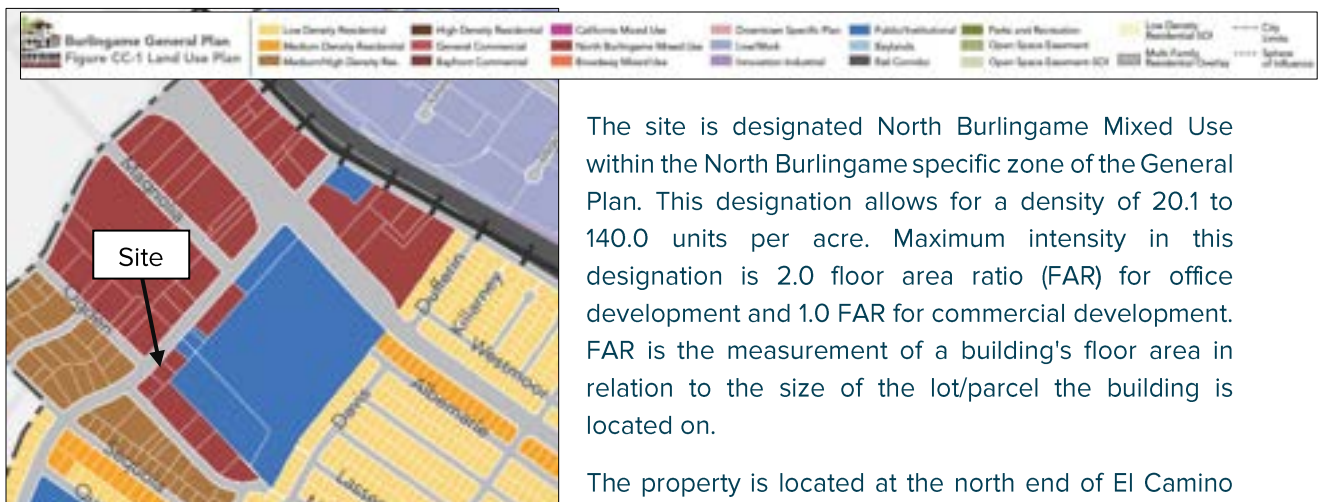 Burlingame General Plan
Figure CC-1 Land Use Plan
Low Density Residential
Medium Density Residential
Medium/High Density Res.
High Density Residential
General Commercial
Bayfront Commercial
California Mixed Use
North Burlingame Mixed Use
Broadway Mixed Use
Downtown Specific Plan
Live/Work
Innovation Industrial
Public/Institutional
Baylands
Rail Corridor
Parks and Recreation
Open Space Easement
Open Space Easement SOI
Low Density
Residential SOI
Multi Family
Residential Overlay
City
Limits
Sphere
of Influence
Magnolia
Site
Ogden
Dufferin
Killarney
Westmoor
Albemarle
Davis
Sequoia
The site is designated North Burlingame Mixed Use
within the North Burlingame specific zone of the General
Plan. This designation allows for a density of 20.1 to
140.0 units per acre. Maximum intensity in this
designation is 2.0 floor area ratio (FAR) for office
development and 1.0 FAR for commercial development.
FAR is the measurement of a building's floor area in
relation to the size of the lot/parcel the building is
located on.
The property is located at the north end of El Camino